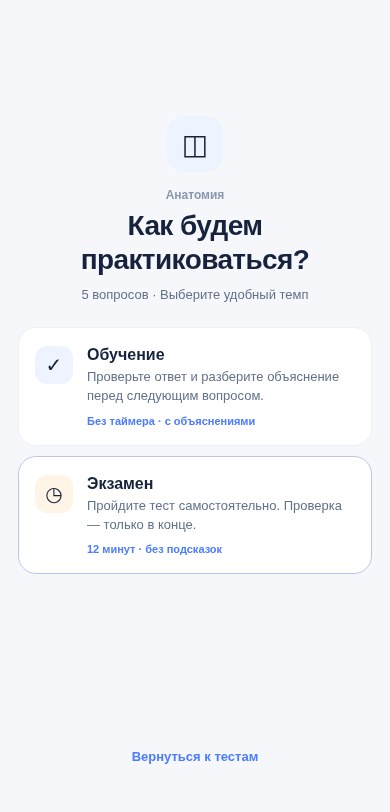 Анатомия
Как будем
практиковаться?
5 вопросов · Выберите удобный темп
Обучение
Проверьте ответ и разберите объяснение
перед следующим вопросом.
Без таймера · с объяснениями
Экзамен
Пройдите тест самостоятельно. Проверка
— только в конце.
12 минут · без подсказок
Вернуться к тестам